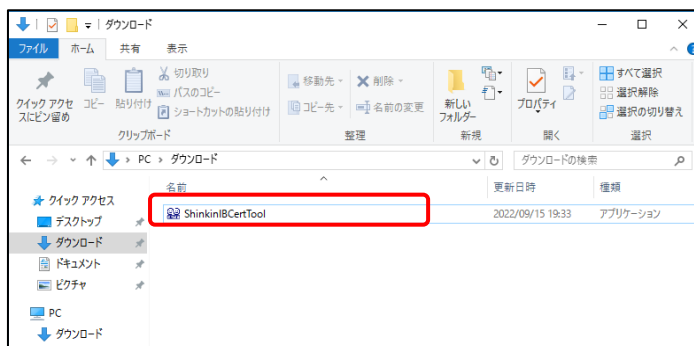 ダウンロード
ファイル ホーム 共有 表示
クイック アクセスにピン留め
コピー
貼り付け
切り取り
パスのコピー
ショートカットの貼り付け
クリップボード
移動先
コピー先
削除
名前の変更
整理
新しいフォルダー
新規
プロパティ
開く
すべて選択
選択解除
選択の切り替え
選択
PC › ダウンロード
ダウンロードの検索
名前 更新日時 種類
ShinkinIBCertTool 2022/09/15 19:33 アプリケーション
クイック アクセス
デスクトップ
ダウンロード
ドキュメント
ピクチャ
PC
ダウンロード